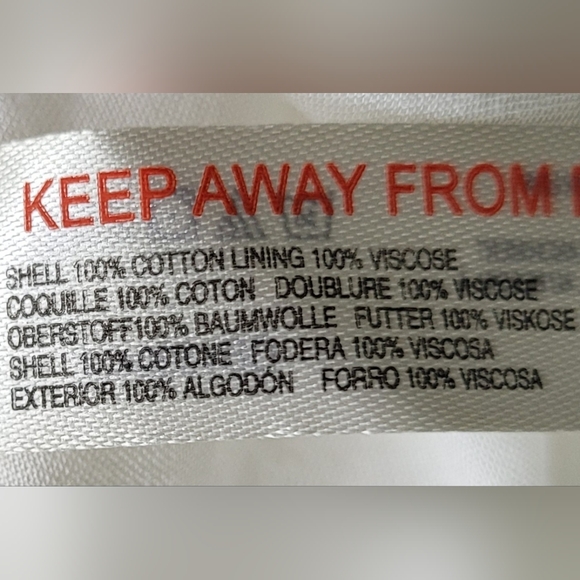 KEEP AWAY FROM
SHELL 100% COTTON LINING 100% VISCOSE
COQUILLE 100% COTON DOUBLURE 100% VISCOSE
OBERSTOFF100% BAUMWOLLE FUTTER 100% VISKOSE
SHELL 100% COTONE FODERA 100% VISCOSA
EXTERIOR 100% ALGODÓN FORRO 100% VISCOSA